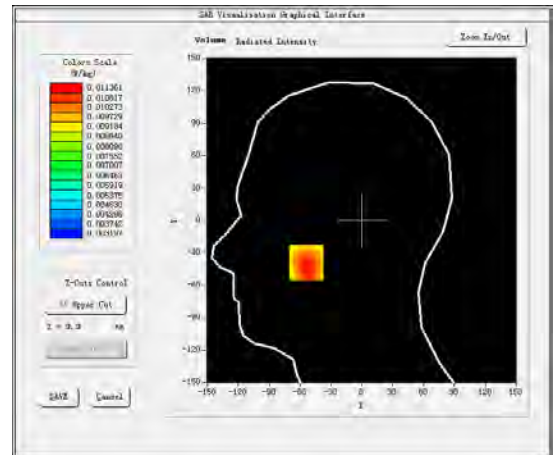 SAR Visualisation Graphical Interface
Volume Radiated Intensity
Zoom In/Out
Colors Scale
(W/kg)
0.011361
0.010817
0.010273
0.009729
0.009184
0.008640
0.008096
0.007552
0.007007
0.006463
0.005919
0.005375
0.004830
0.004286
0.003742
150
120
90
60
30
0
-30
-60
-90
-120
-150
Y
-150 -120 -90 -60 -30 0 30 60 90 120 150
X
Z-Cuts Control
Upper Cut
Z = 0.0 mm
SAVE Cancel